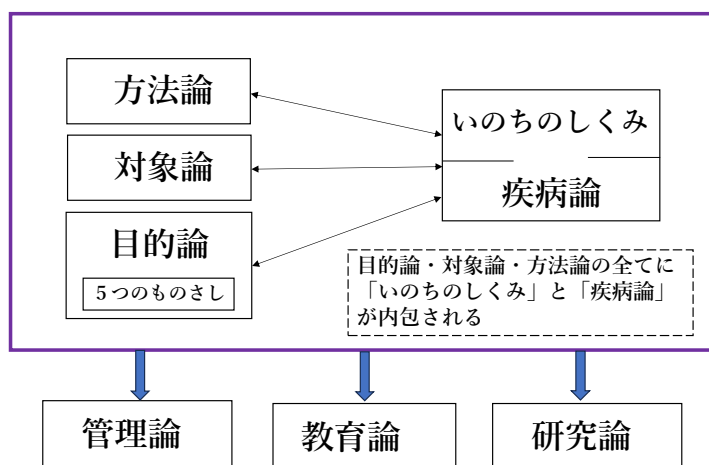 方法論
対象論
目的論
５つのものさし
いのちのしくみ
疾病論
目的論・対象論・方法論の全てに
「いのちのしくみ」と「疾病論」
が内包される
管理論
教育論
研究論